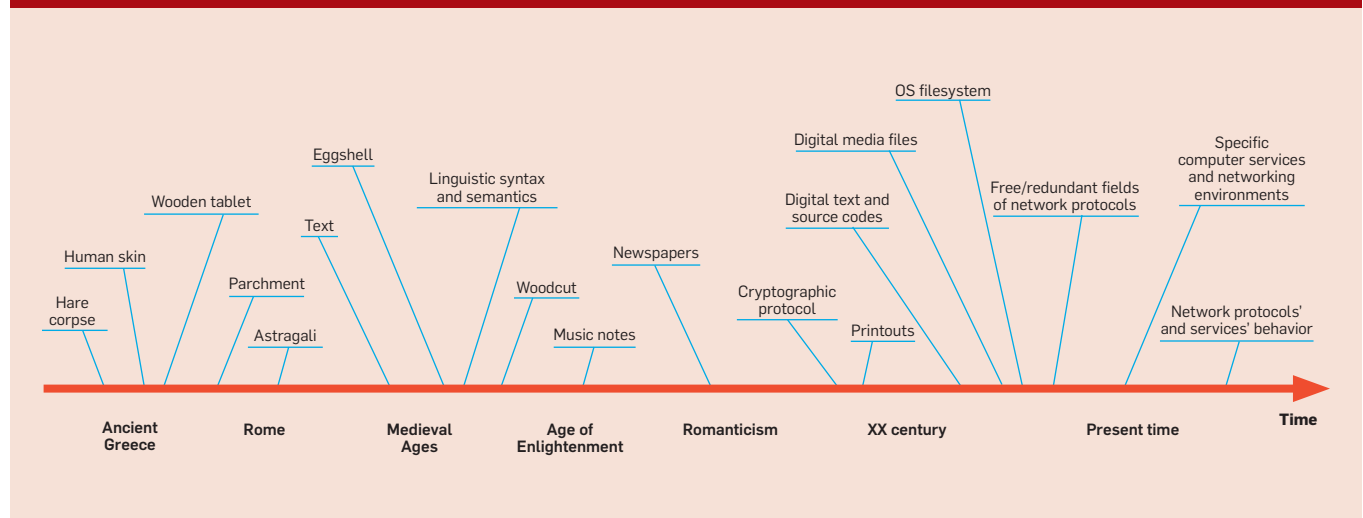 Hare
corpse
Human skin
Wooden tablet
Parchment
Astragali
Text
Eggshell
Linguistic syntax
and semantics
Woodcut
Music notes
Newspapers
Cryptographic
protocol
Printouts
Digital text and
source codes
Digital media files
OS filesystem
Free/redundant fields
of network protocols
Specific
computer services
and networking
environments
Network protocols’
and services’ behavior
Ancient
Greece
Rome
Medieval
Ages
Age of
Enlightenment
Romanticism
XX century
Present time
Time